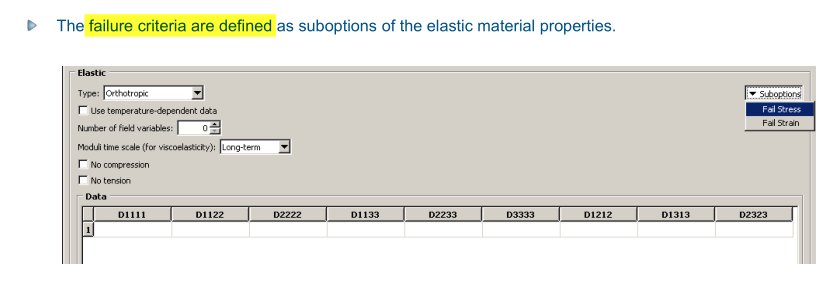 The failure criteria are defined as suboptions of the elastic material properties.
Elastic
Type: Orthotropic
Suboptions
Use temperature-dependent data
Fail Stress
Number of field variables: 0
Fail Strain
Moduli time scale (for viscoelasticity): Long-term
No compression
No tension
Data
D1111 D1122 D2222 D1133 D2233 D3333 D1212 D1313 D2323
1